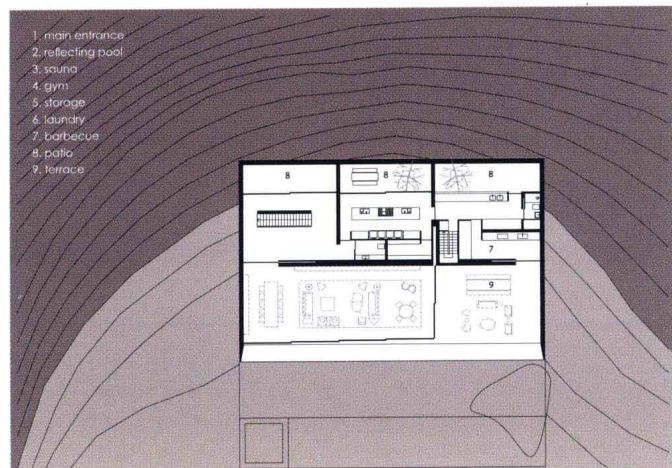 1. main entrance
2. reflecting pool
3. sauna
4. gym
5. storage
6. laundry
7. barbecue
8. patio
9. terrace
8
8
8
7
9